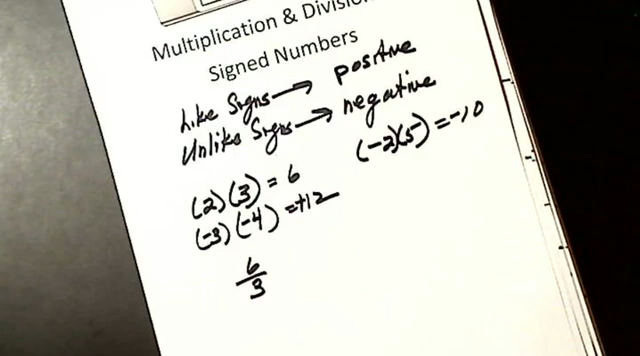 Multiplication & Division
Signed Numbers
Like Signs → positive
Unlike Signs → negative
(2)(3) = 6
(-2)(5) = -10
(-3)(-4) = +12
6
3